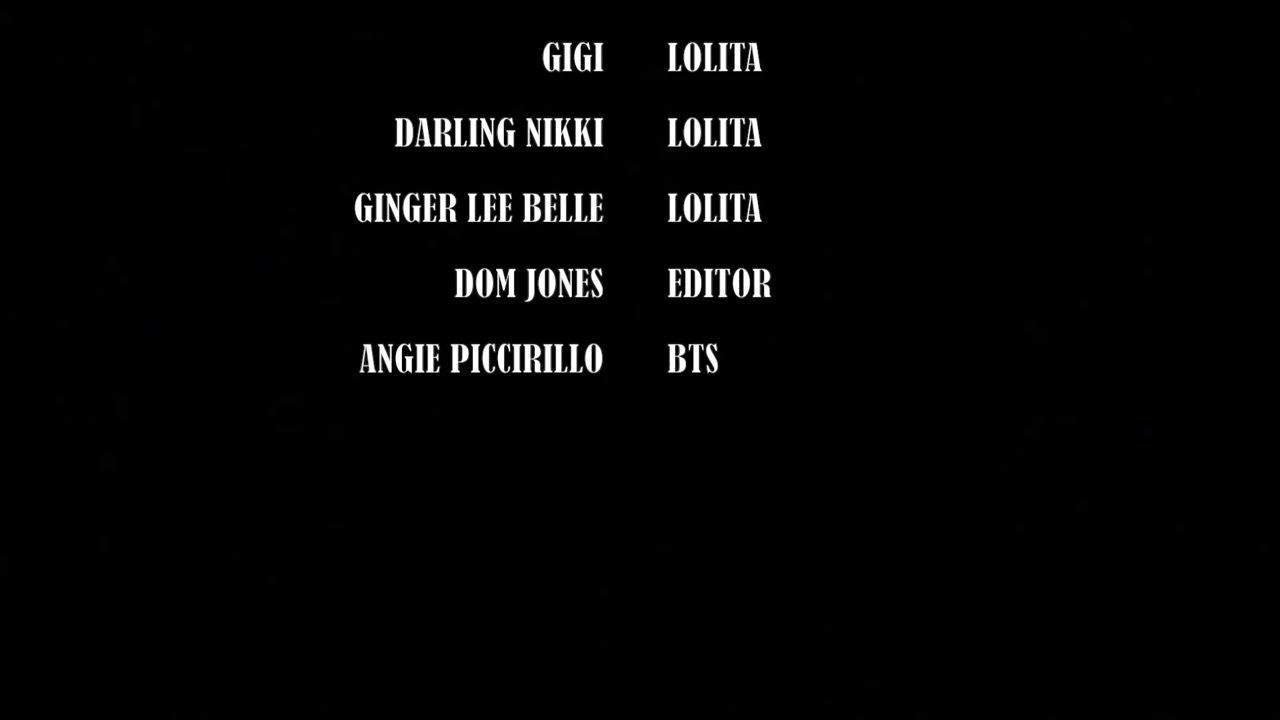 GIGI LOLITA
DARLING NIKKI LOLITA
GINGER LEE BELLE LOLITA
DOM JONES EDITOR
ANGIE PICCIRILLO BTS